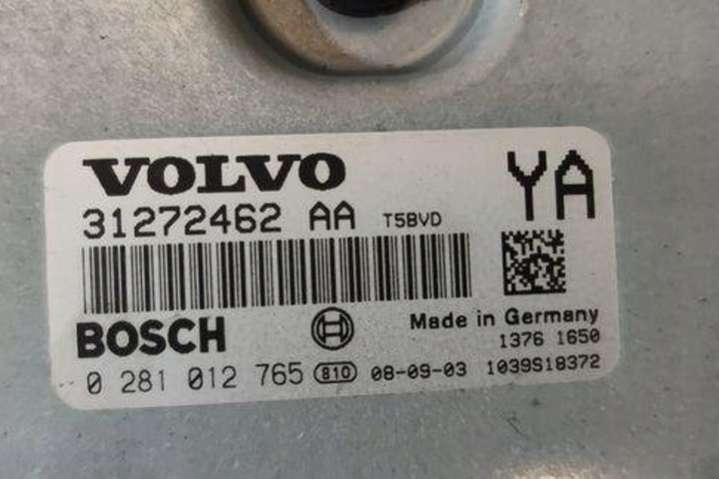 VOLVO YA
31272462 AA T5BVD
BOSCH Made in Germany
1376 1650
0 281 012 765 810 08-09-03 1039S18372